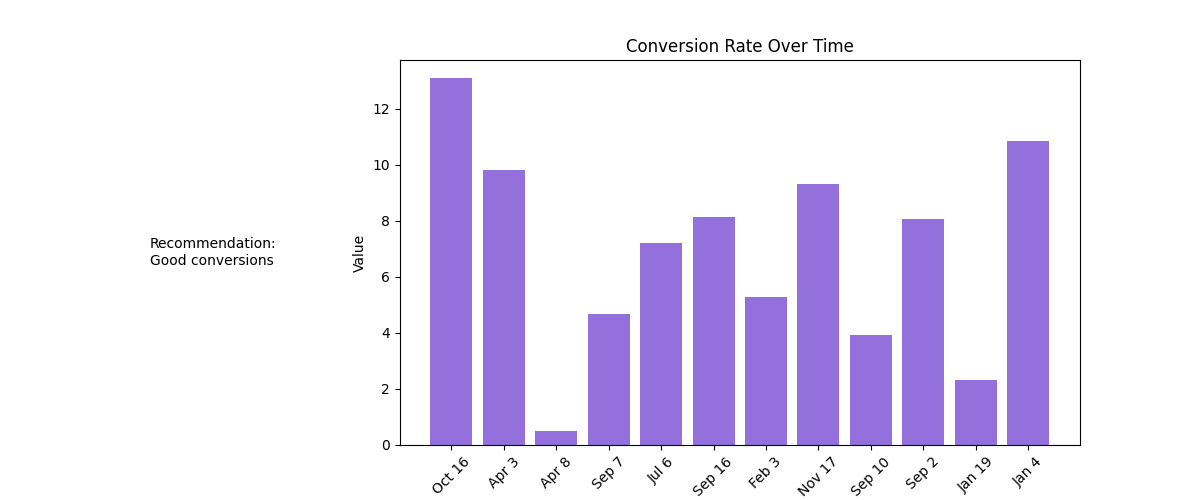 Conversion Rate Over Time
Recommendation:
Good conversions
Value
12
10
8
6
4
2
0
Oct 16
Apr 3
Apr 8
Sep 7
Jul 6
Sep 16
Feb 3
Nov 17
Sep 10
Sep 2
Jan 19
Jan 4